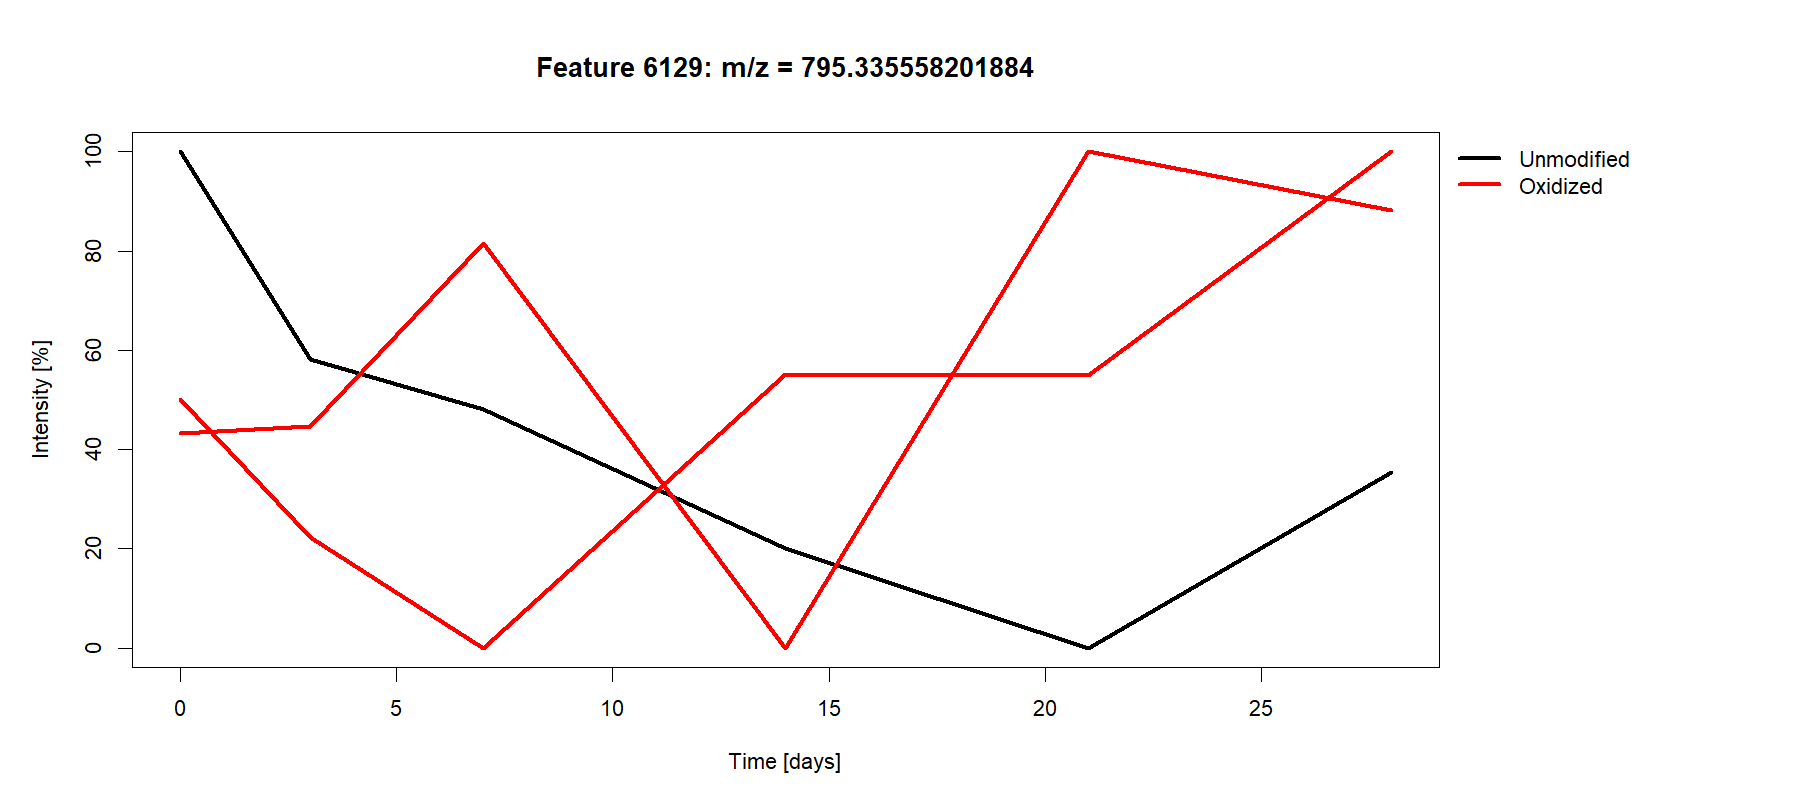 Feature 6129: m/z = 795.335558201884
Unmodified
Oxidized
Intensity [%]
100
80
60
40
20
0
0 5 10 15 20 25
Time [days]